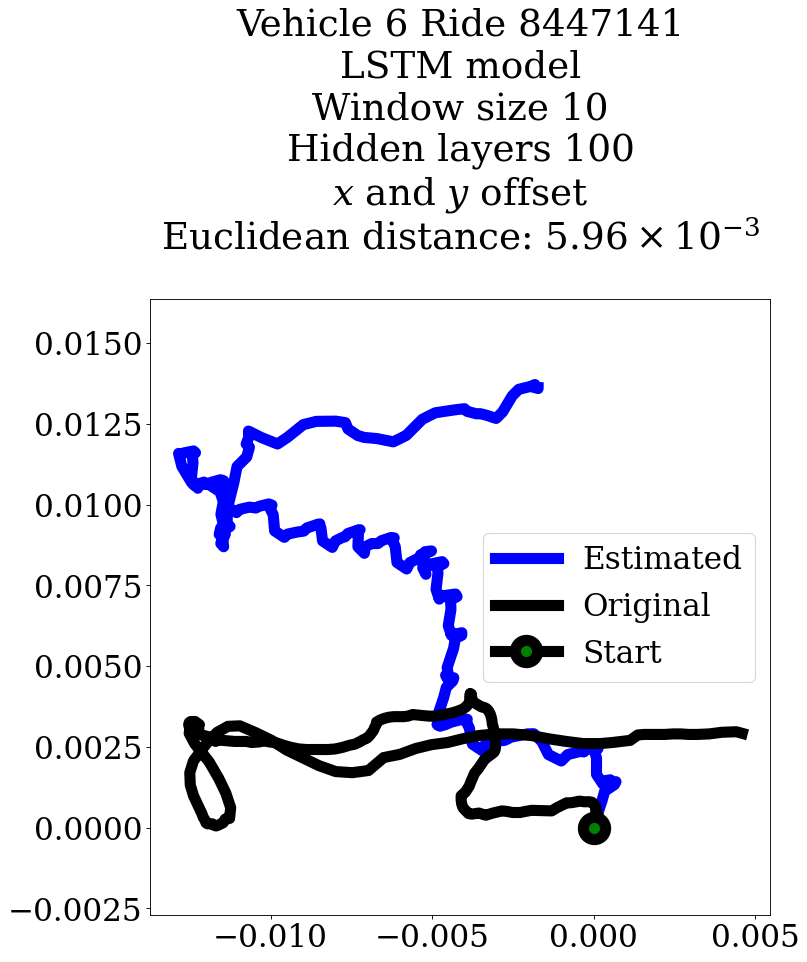 Vehicle 6 Ride 8447141
LSTM model
Window size 10
Hidden layers 100
x and y offset
Euclidean distance: 5.96 × 10⁻³
0.0150
0.0125
0.0100
0.0075
0.0050
0.0025
0.0000
−0.0025
Estimated
Original
Start
−0.010 −0.005 0.000 0.005